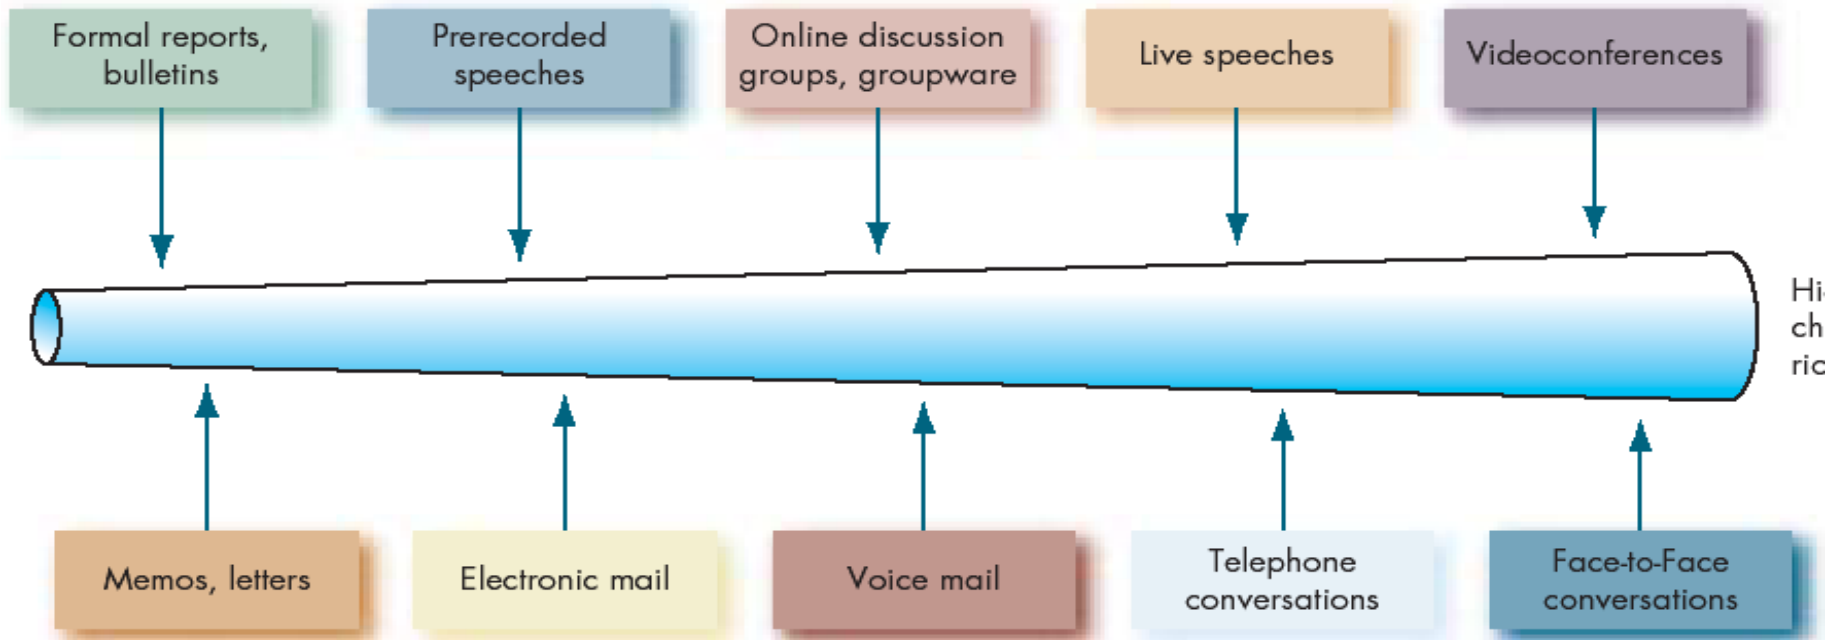 Formal reports,
bulletins
Prerecorded
speeches
Online discussion
groups, groupware
Live speeches
Videoconferences
Memos, letters
Electronic mail
Voice mail
Telephone
conversations
Face-to-Face
conversations